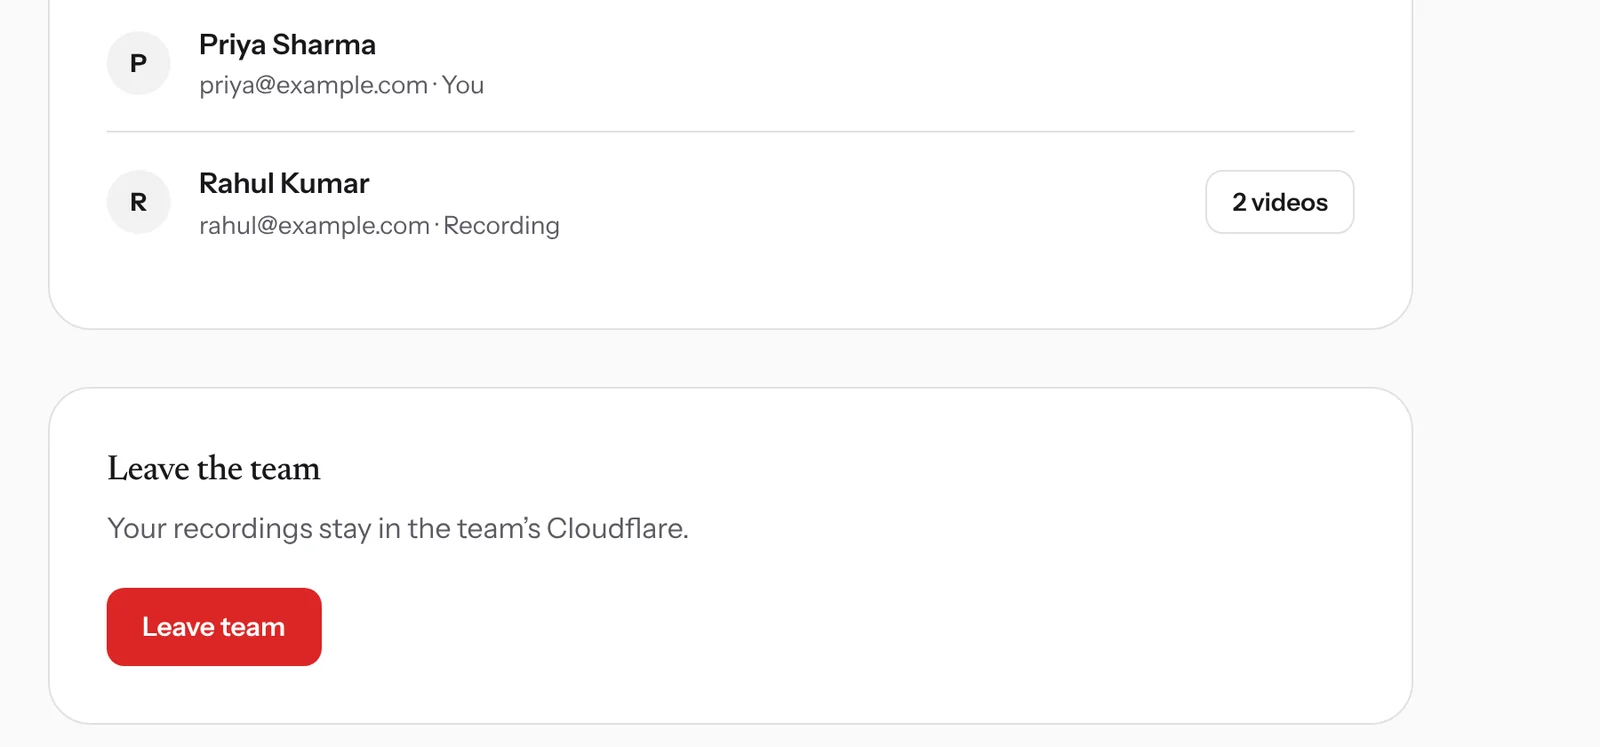 P
Priya Sharma
priya@example.com · You
R
Rahul Kumar
rahul@example.com · Recording
2 videos
Leave the team
Your recordings stay in the team’s Cloudflare.
Leave team